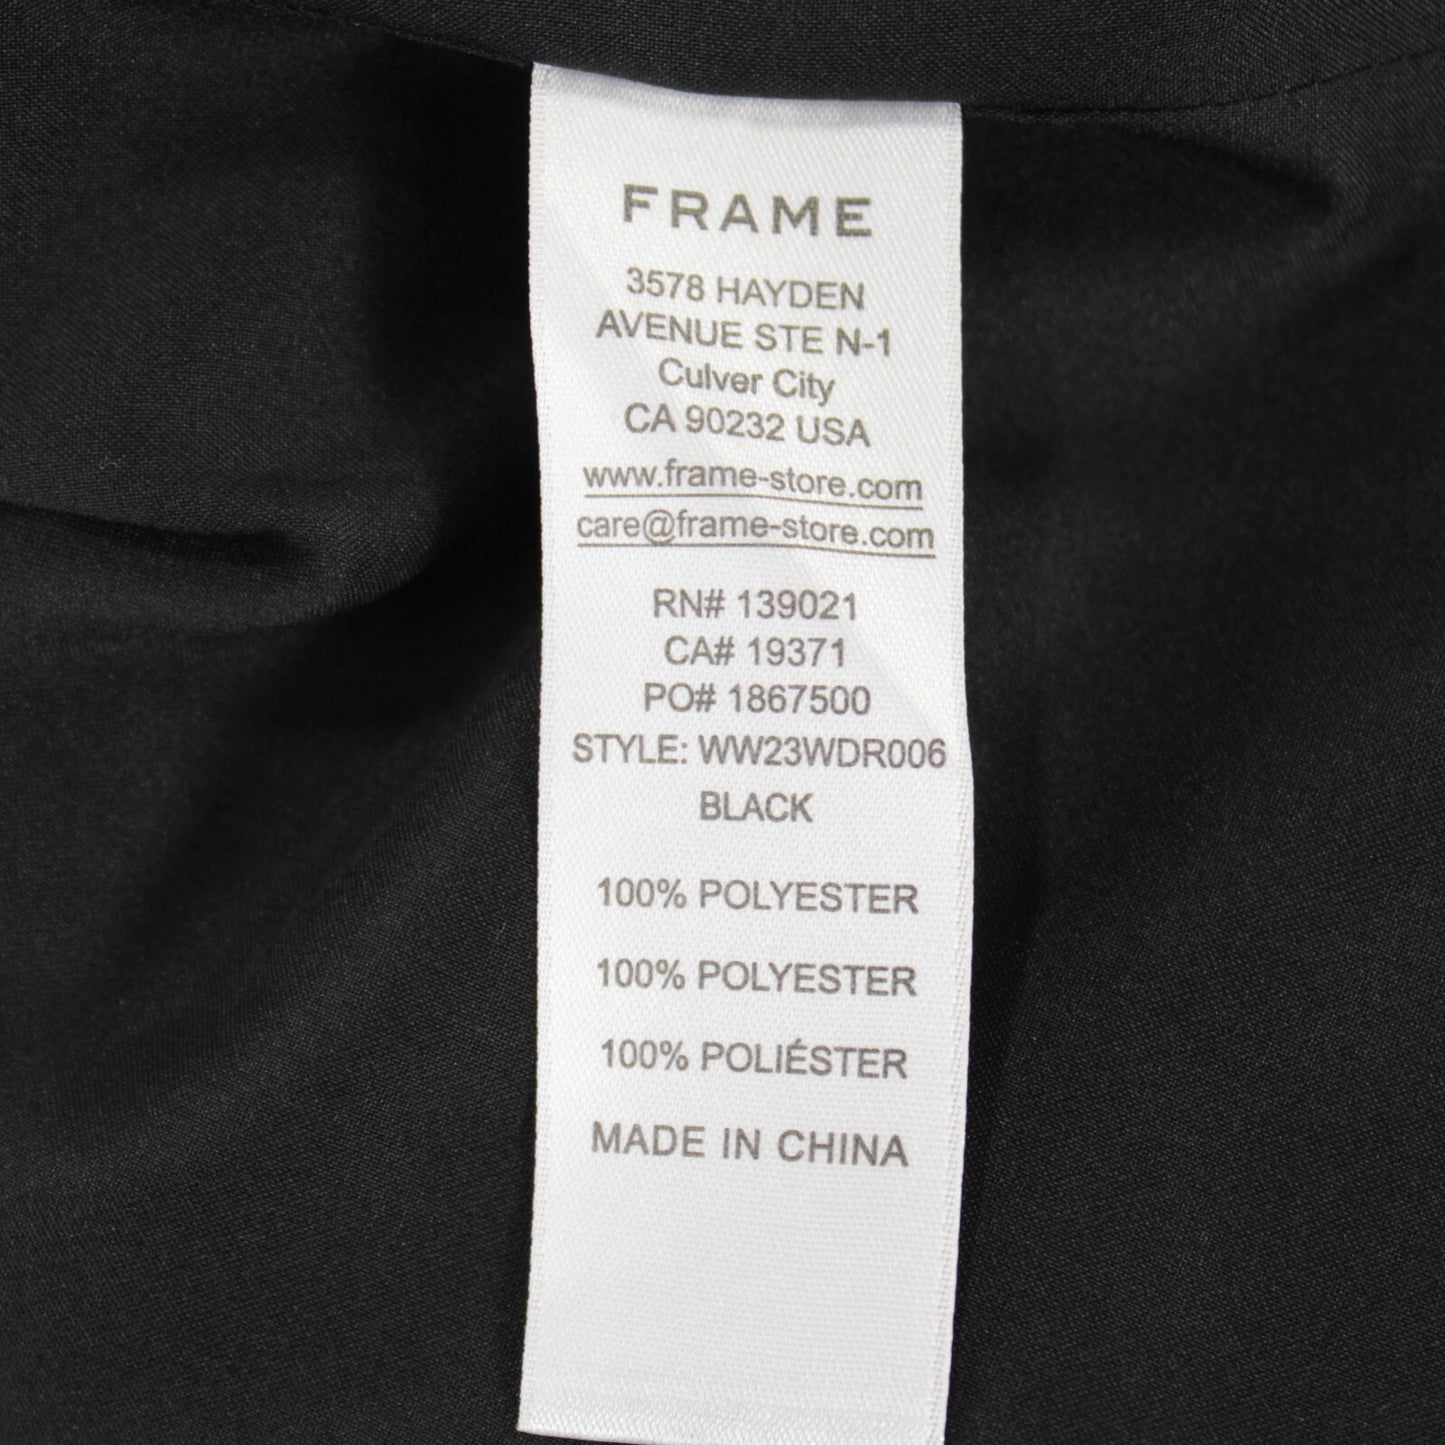 FRAME
3578 HAYDEN
AVENUE STE N-1
Culver City
CA 90232 USA
www.frame-store.com
care@frame-store.com
RN# 139021
CA# 19371
PO# 1867500
STYLE: WW23WDR006
BLACK
100% POLYESTER
100% POLYESTER
100% POLIÉSTER
MADE IN CHINA